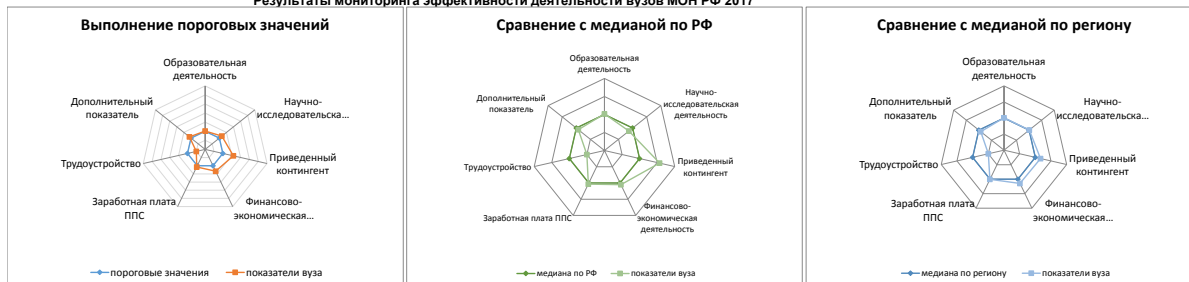 Результаты мониторинга эффективности деятельности вузов МОН РФ 2017
Выполнение пороговых значений
Образовательная
деятельность
Научно-
исследовательска...
Приведенный
контингент
Финансово-
экономическая...
Заработная плата
ППС
Трудоустройство
Дополнительный
показатель
пороговые значения
показатели вуза
Сравнение с медианой по РФ
Образовательная
деятельность
Научно-
исследовательская
деятельность
Приведенный
контингент
Финансово-
экономическая
деятельность
Заработная плата ППС
Трудоустройство
Дополнительный
показатель
медиана по РФ
показатели вуза
Сравнение с медианой по региону
Образовательная
деятельность
Научно-
исследовательска...
Приведенный
контингент
Финансово-
экономическая...
Заработная плата
ППС
Трудоустройство
Дополнительный
показатель
медиана по региону
показатели вуза